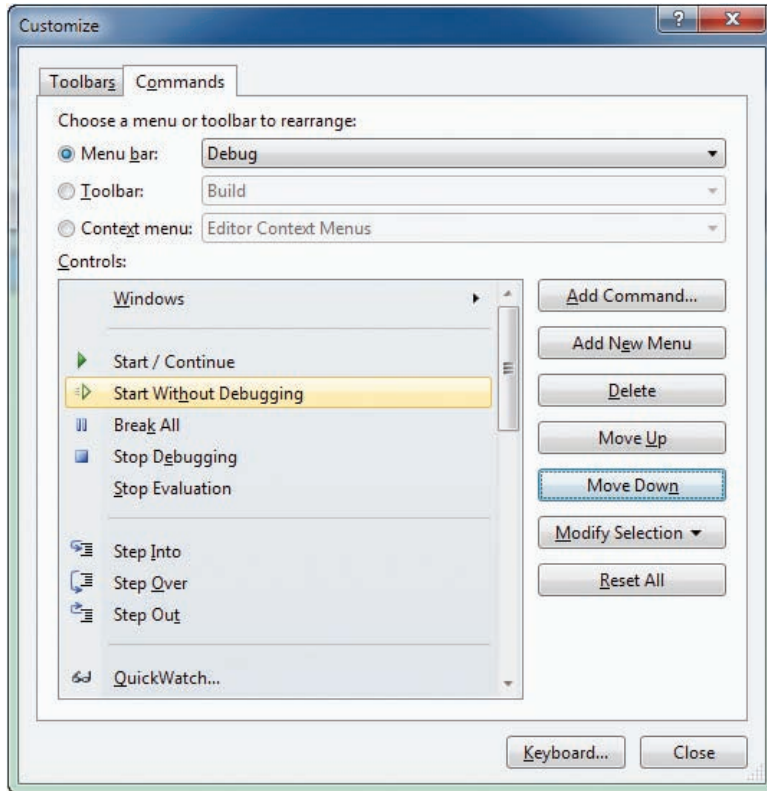 Customize
?
X
Toolbars
Commands
Choose a menu or toolbar to rearrange:
Menu bar:
Debug
Toolbar:
Build
Context menu:
Editor Context Menus
Controls:
Windows
Start / Continue
Start Without Debugging
Break All
Stop Debugging
Stop Evaluation
Step Into
Step Over
Step Out
QuickWatch...
Add Command...
Add New Menu
Delete
Move Up
Move Down
Modify Selection
Reset All
Keyboard...
Close